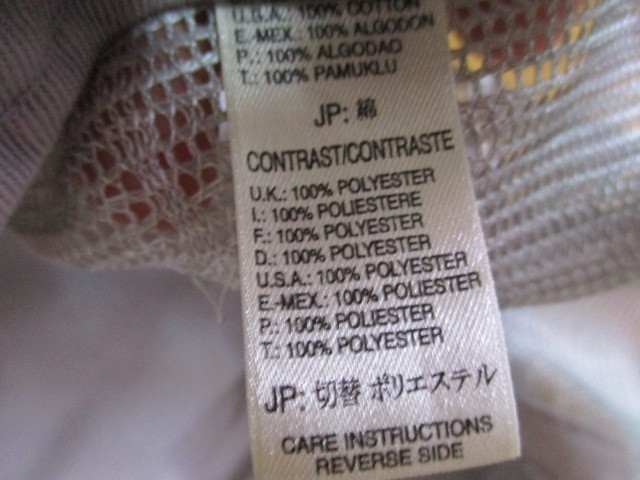 U.S.A.: 100% COTTON
E.-MEX.: 100% ALGODON
P.: 100% ALGODAO
T.: 100% PAMUKLU
JP: 綿
CONTRAST/CONTRASTE
U.K.: 100% POLYESTER
I.: 100% POLIESTERE
F.: 100% POLYESTER
D.: 100% POLYESTER
U.S.A.: 100% POLYESTER
E.-MEX.: 100% POLIESTER
P.: 100% POLIESTER
T.: 100% POLYESTER
JP: 切替 ポリエステル
CARE INSTRUCTIONS
REVERSE SIDE